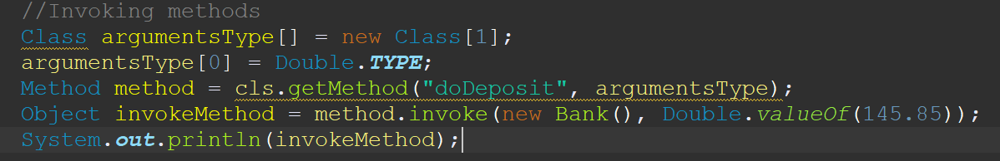 //Invoking methods
Class argumentsType[] = new Class[1];
argumentsType[0] = Double.TYPE;
Method method = cls.getMethod("doDeposit", argumentsType);
Object invokeMethod = method.invoke(new Bank(), Double.valueOf(145.85));
System.out.println(invokeMethod);